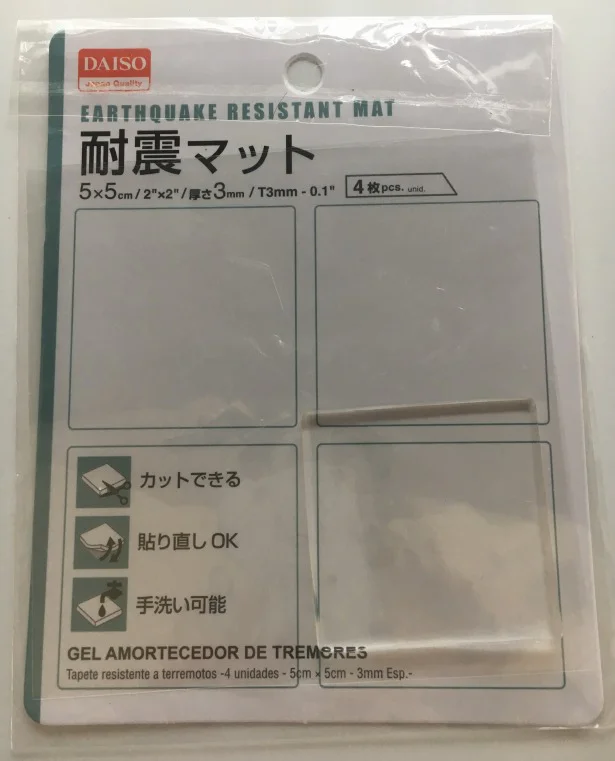 DAISO
Japan Quality
EARTHQUAKE RESISTANT MAT
耐震マット
5×5cm / 2"×2" / 厚さ3mm / T3mm - 0.1" 4枚pcs. unid.
カットできる
貼り直しOK
手洗い可能
GEL AMORTECEDOR DE TREMORES
Tapete resistente a terremotos -4 unidades - 5cm × 5cm - 3mm Esp.-